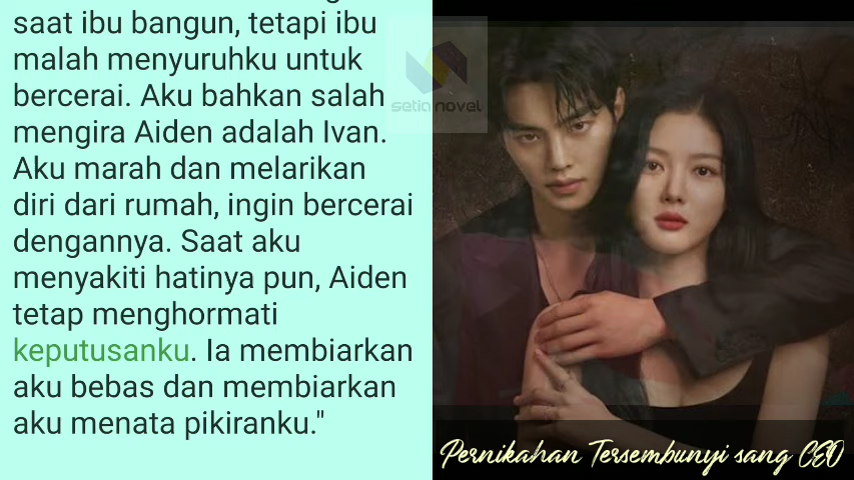 saat ibu bangun, tetapi ibu
malah menyuruhku untuk
bercerai. Aku bahkan salah
mengira Aiden adalah Ivan.
Aku marah dan melarikan
diri dari rumah, ingin bercerai
dengannya. Saat aku
menyakiti hatinya pun, Aiden
tetap menghormati
keputusanku. Ia membiarkan
aku bebas dan membiarkan
aku menata pikiranku."
setia novel
Pernikahan Tersembunyi sang CEO